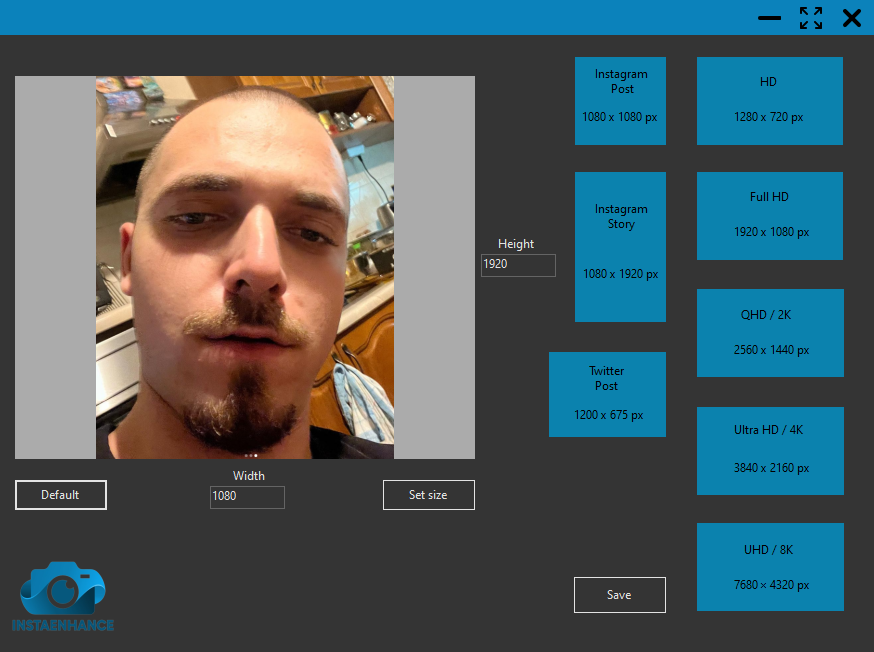 Instagram
Post
1080 x 1080 px
HD
1280 x 720 px
Instagram
Story
1080 x 1920 px
Full HD
1920 x 1080 px
Height
1920
QHD / 2K
2560 x 1440 px
Twitter
Post
1200 x 675 px
Ultra HD / 4K
3840 x 2160 px
Default
Width
1080
Set size
UHD / 8K
7680 × 4320 px
Save
INSTAENHANCE